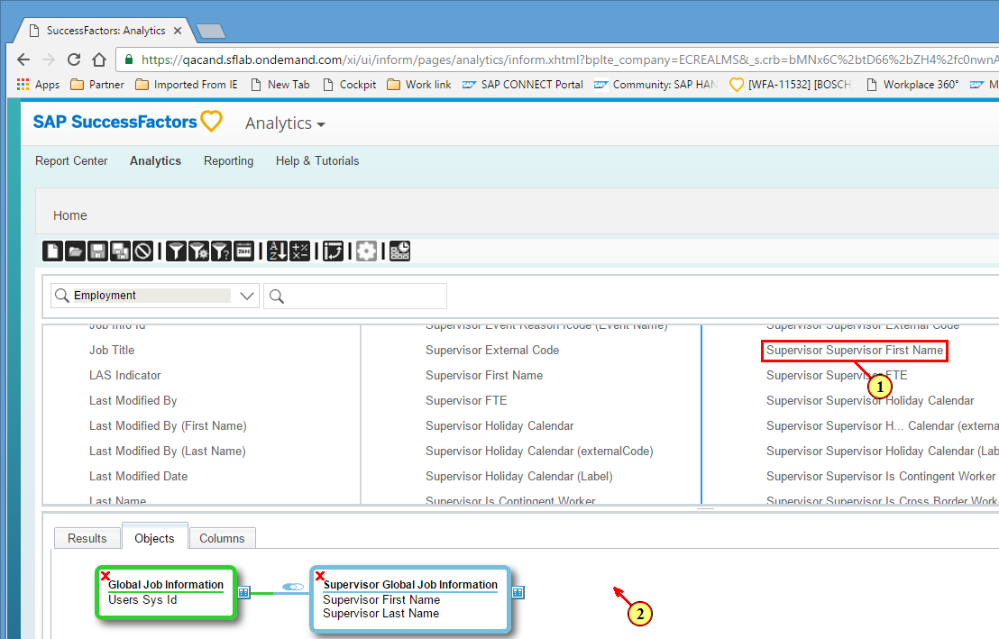 SuccessFactors: Analytics
https://qacand.sflab.ondemand.com/xi/ui/inform/pages/analytics/inform.xhtml?bplte_company=ECREALMS&_s.crb=bMNx6C%2btD66%2bZH4%2fc0nwnA
Apps Partner Imported From IE New Tab Cockpit Work link SAP CONNECT Portal Community: SAP HAN [WFA-11532] [BOSCH Workplace 360° M
SAP SuccessFactors Analytics
Report Center Analytics Reporting Help & Tutorials
Home
JAN A Z
Employment
Job Info Id Supervisor Event Reason Icode (Event Name) Supervisor Supervisor External Code
Job Title Supervisor External Code Supervisor Supervisor First Name
LAS Indicator Supervisor First Name Supervisor Supervisor FTE
1
Last Modified By Supervisor FTE Supervisor Supervisor Holiday Calendar
Last Modified By (First Name) Supervisor Holiday Calendar Supervisor Supervisor H... Calendar (externa
Last Modified By (Last Name) Supervisor Holiday Calendar (externalCode) Supervisor Supervisor Holiday Calendar (Lab
Last Modified Date Supervisor Holiday Calendar (Label) Supervisor Supervisor Is Contingent Worker
Last Name Supervisor Is Contingent Worker Supervisor Supervisor Is Cross Border Work
Results Objects Columns
Global Job Information Supervisor Global Job Information
Users Sys Id Supervisor First Name
Supervisor Last Name
2